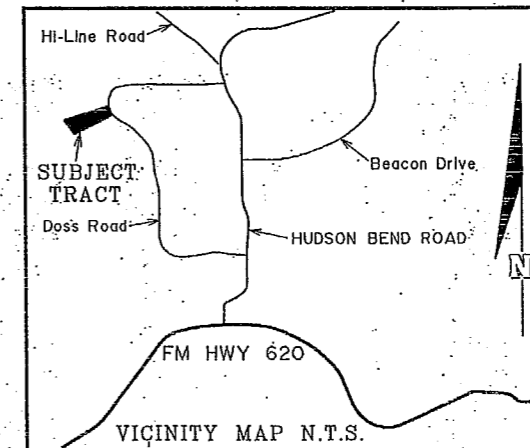 Hi-Line Road
SUBJECT
TRACT
Beacon Drive
Doss Road
HUDSON BEND ROAD
N
FM HWY 620
VICINITY MAP N.T.S.